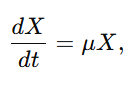 dX/dt = μX,